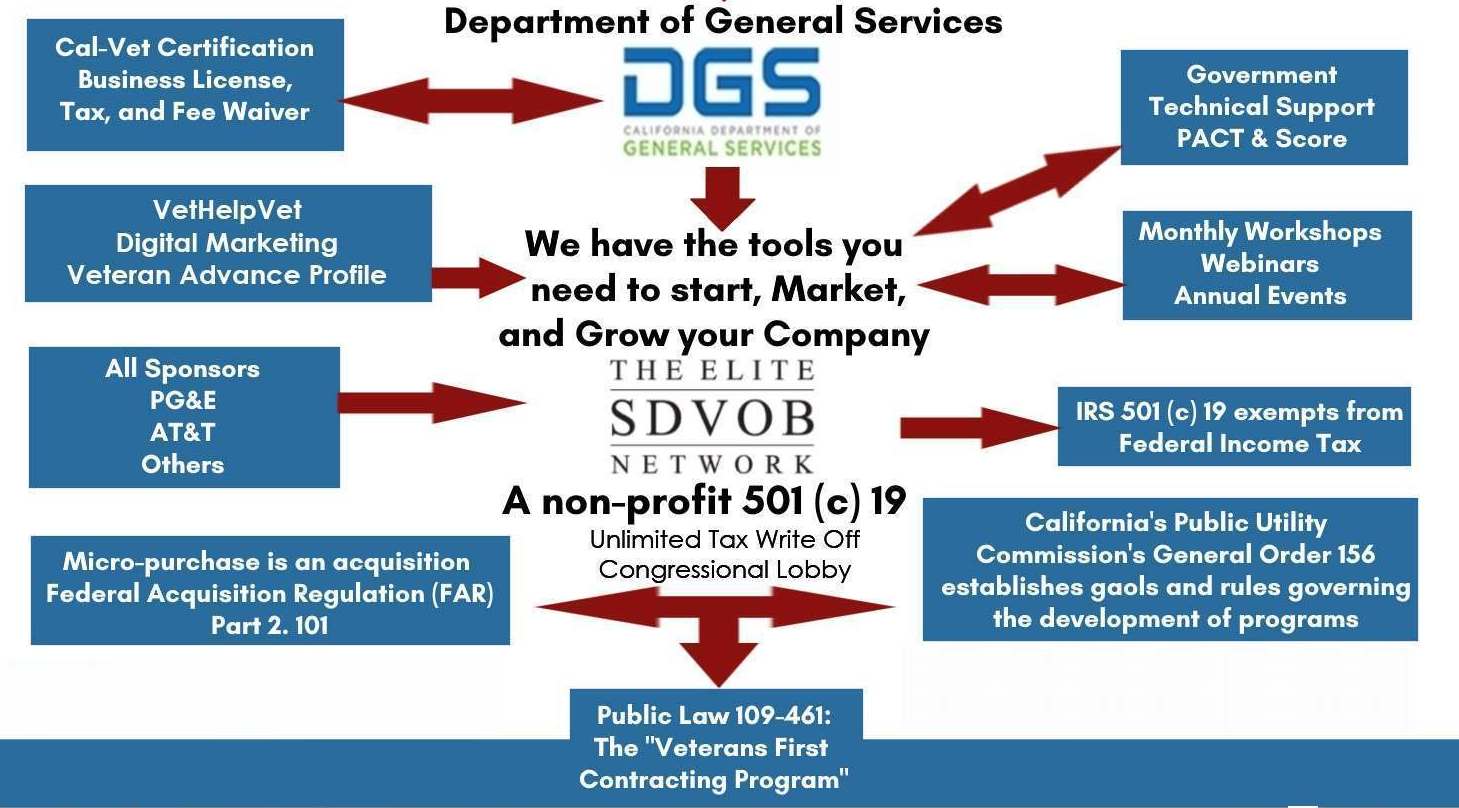 Department of General Services
DGS
CALIFORNIA DEPARTMENT OF
GENERAL SERVICES
Cal-Vet Certification
Business License,
Tax, and Fee Waiver
Government
Technical Support
PACT & Score
VetHelpVet
Digital Marketing
Veteran Advance Profile
We have the tools you
need to start, Market,
and Grow your Company
Monthly Workshops
Webinars
Annual Events
All Sponsors
PG&E
AT&T
Others
THE ELITE
SDVOB
NETWORK
IRS 501 (c) 19 exempts from
Federal Income Tax
A non-profit 501 (c) 19
Unlimited Tax Write Off
Congressional Lobby
Micro-purchase is an acquisition
Federal Acquisition Regulation (FAR)
Part 2. 101
California's Public Utility
Commission's General Order 156
establishes gaols and rules governing
the development of programs
Public Law 109-461:
The "Veterans First
Contracting Program"